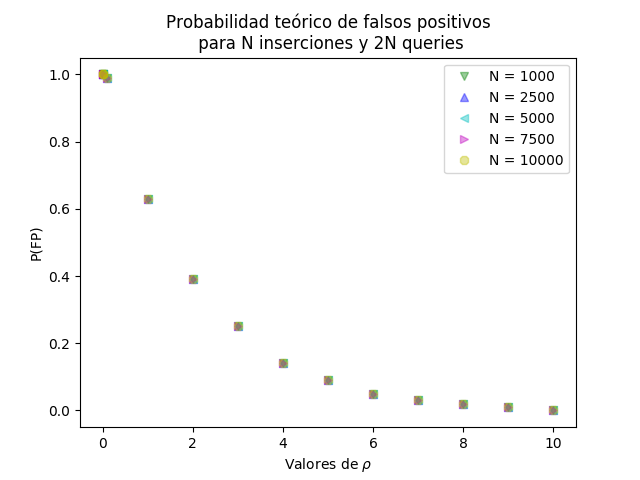 Probabilidad teórico de falsos positivos
para N inserciones y 2N queries
1.0
0.8
0.6
0.4
0.2
0.0
P(FP)
N = 1000
N = 2500
N = 5000
N = 7500
N = 10000
0 2 4 6 8 10
Valores de ρ